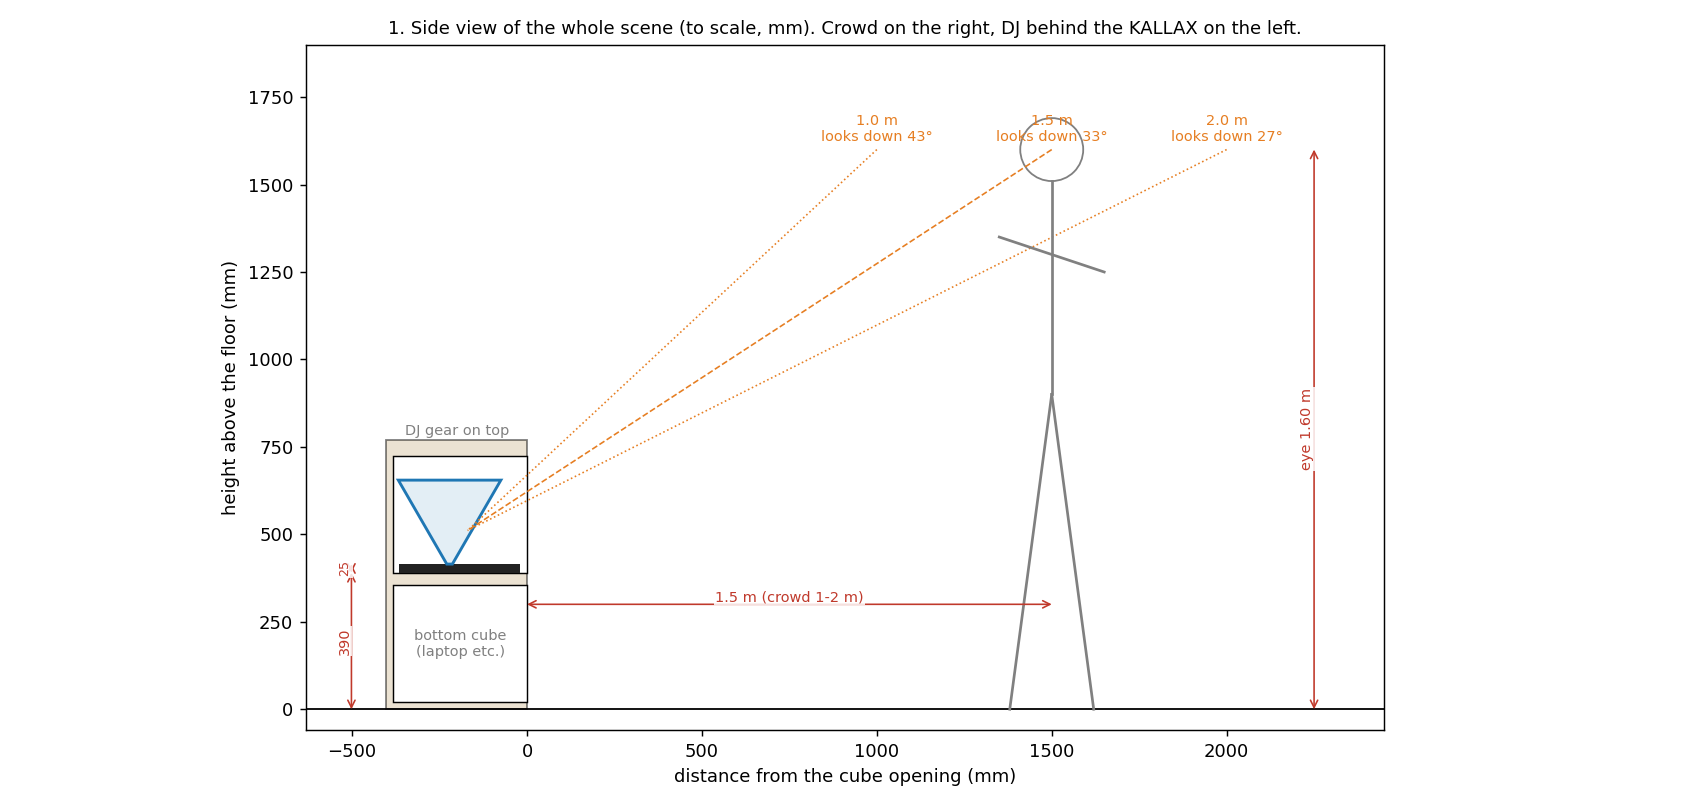 1. Side view of the whole scene (to scale, mm). Crowd on the right, DJ behind the KALLAX on the left.
1750
1500
1250
1000
750
500
250
0
height above the floor (mm)
1.0 m
looks down 43°
1.5 m
looks down 33°
2.0 m
looks down 27°
eye 1.60 m
DJ gear on top
25
390
1.5 m (crowd 1-2 m)
bottom cube
(laptop etc.)
−500
0
500
1000
1500
2000
distance from the cube opening (mm)